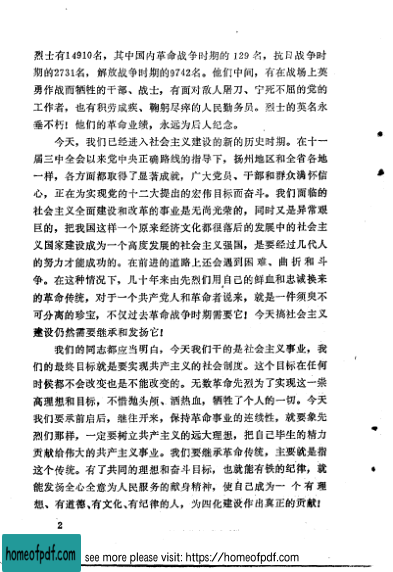 烈士有14910名，其中国内革命战争时期的129名，抗日战争时
期的2731名，解放战争时期的9742名。他们中间，有在战场上英
勇作战而牺牲的干部、战士，有面对敌人屠刀、宁死不屈的党的
工作者，也有积劳成疾、鞠躬尽瘁的人民勤务员。烈士的英名永
垂不朽！他们的革命业绩，永远为后人纪念。
今天，我们已经进入社会主义建设的新的历史时期。在十一
届三中全会以来党中央正确路线的指导下，扬州地区和全省各地
一样，各方面都取得了显著成就，广大党员、干部和群众满怀信
心，正在为实现党的十二大提出的宏伟目标而奋斗。我们面临的
社会主义全面建设和改革的事业是无尚光荣的，同时又是异常艰
巨的，把我国这样一个原来经济文化都很落后的发展中的社会主
义国家建设成为一个高度发展的社会主义强国，是要经过几代人
的努力才能成功的。在前进的道路上还会遇到困难、曲折和斗
争。在这种情况下，几十年来由先烈们用自己的鲜血和忠诚换来
的革命传统，对于一个共产党人和革命者说来，就是一件须臾不
可分离的珍宝，不仅过去革命战争时期需要它！今天搞社会主义
建设仍然需要继承和发扬它！
我们的同志都应当明白，今天我们干的是社会主义事业，我
们的最终目标就是要实现共产主义的社会制度。这个目标在任何
时候都不会改变也是不能改变的。无数革命先烈为了实现这一崇
高理想和目标，不惜抛头颅、洒热血，牺牲了个人的一切。今天
我们要承前启后，继往开来，保持革命事业的连续性，就要象先
烈们那样，一定要树立共产主义的远大理想，把自己毕生的精力
贡献给伟大的共产主义事业。我们要继承革命传统，主要就是指
这个传统。有了共同的理想和奋斗目标，也就能有铁的纪律，就
能发扬全心全意为人民服务的献身精神，使自己成为一个有理
想、有道德、有文化、有纪律的人，为四化建设作出真正的贡献！
2
homeofpdf.com
see more please visit: https://homeofpdf.com